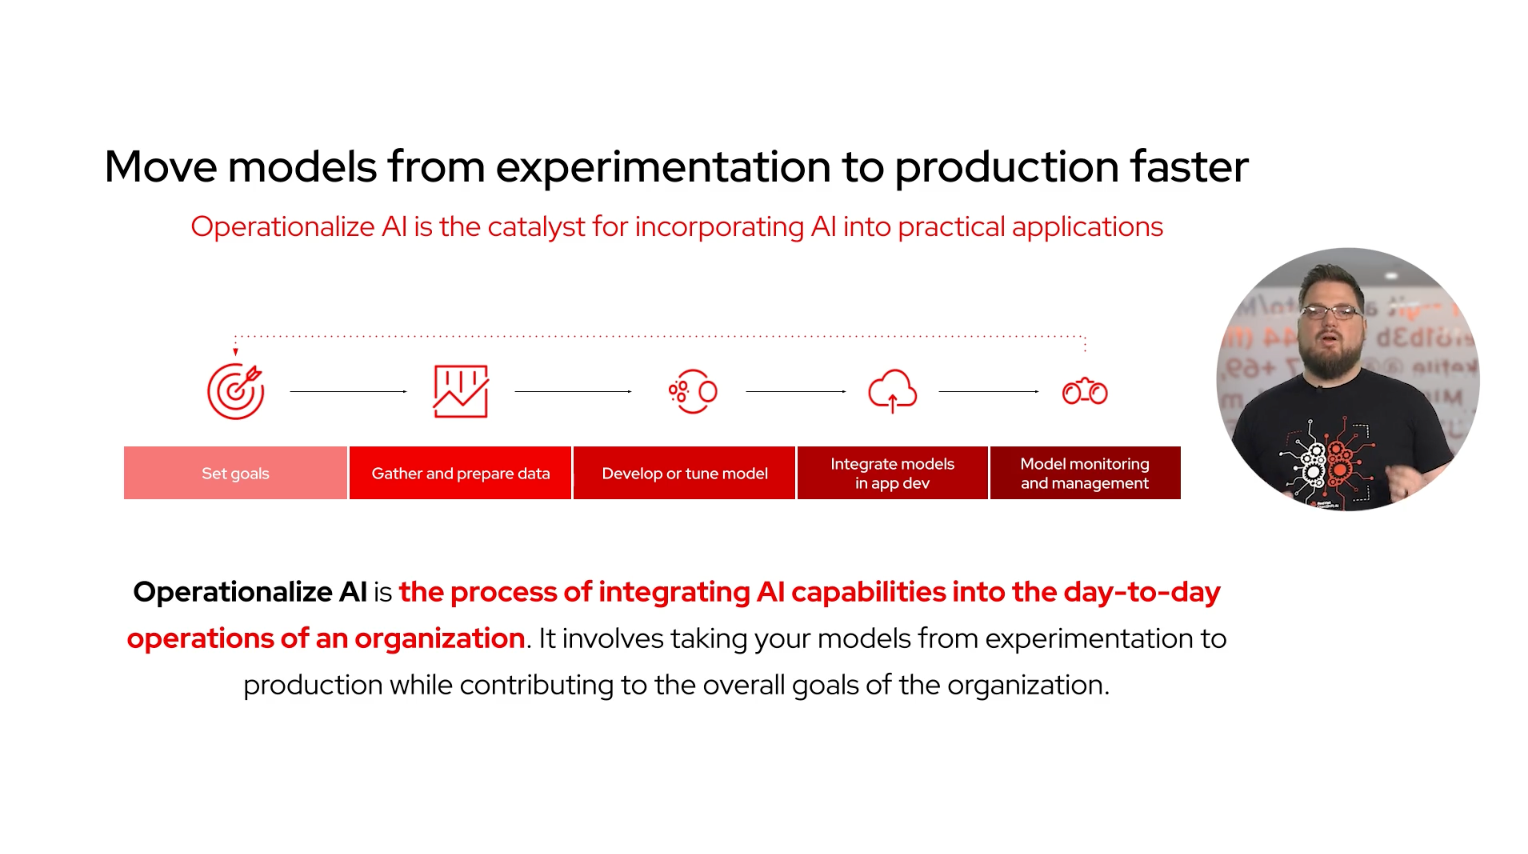 Move models from experimentation to production faster
Operationalize AI is the catalyst for incorporating AI into practical applications
Set goals
Gather and prepare data
Develop or tune model
Integrate models
in app dev
Model monitoring
and management
Operationalize AI is the process of integrating AI capabilities into the day-to-day
operations of an organization. It involves taking your models from experimentation to
production while contributing to the overall goals of the organization.